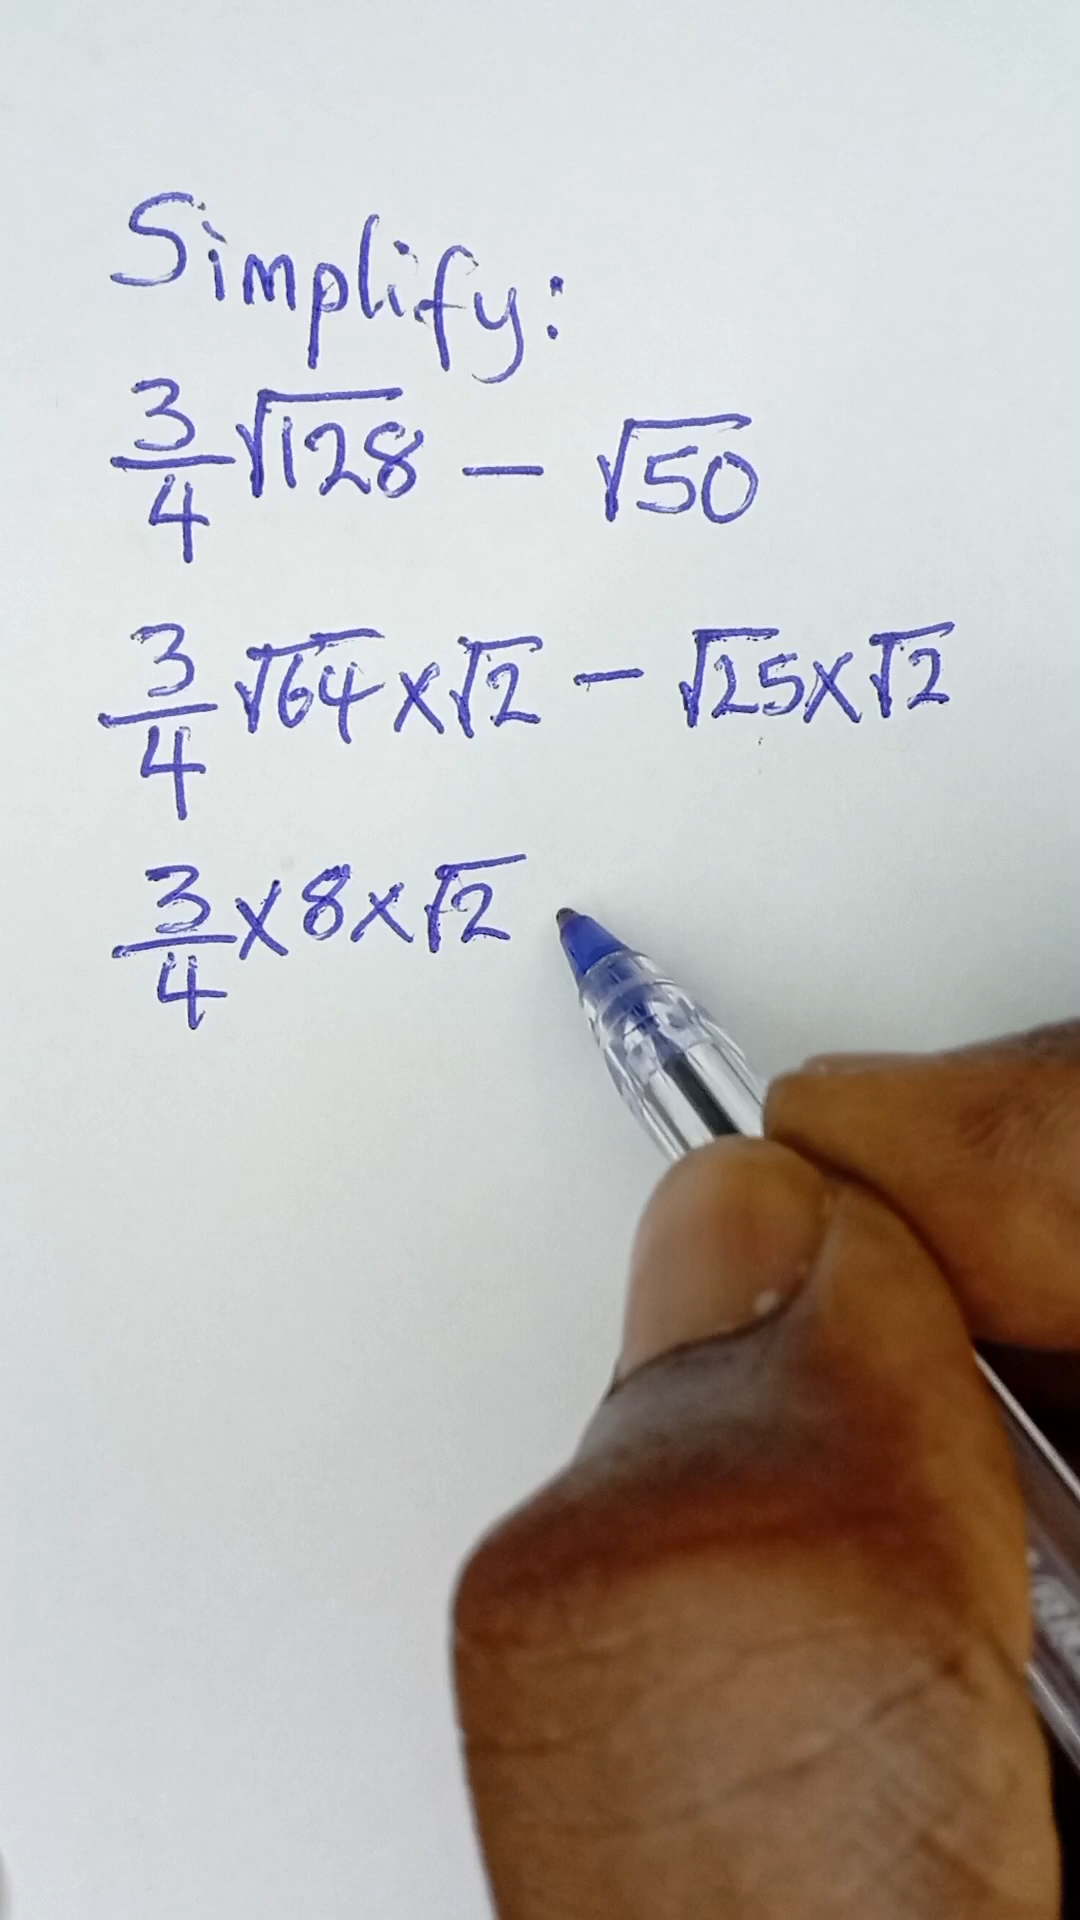 Simplify:
3/4 √128 − √50
3/4 √64 × √2 − √25 × √2
3/4 × 8 × √2